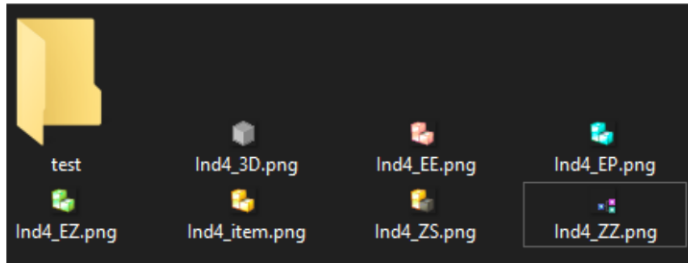 test
Ind4_3D.png
Ind4_EE.png
Ind4_EP.png
Ind4_EZ.png
Ind4_item.png
Ind4_ZS.png
Ind4_ZZ.png